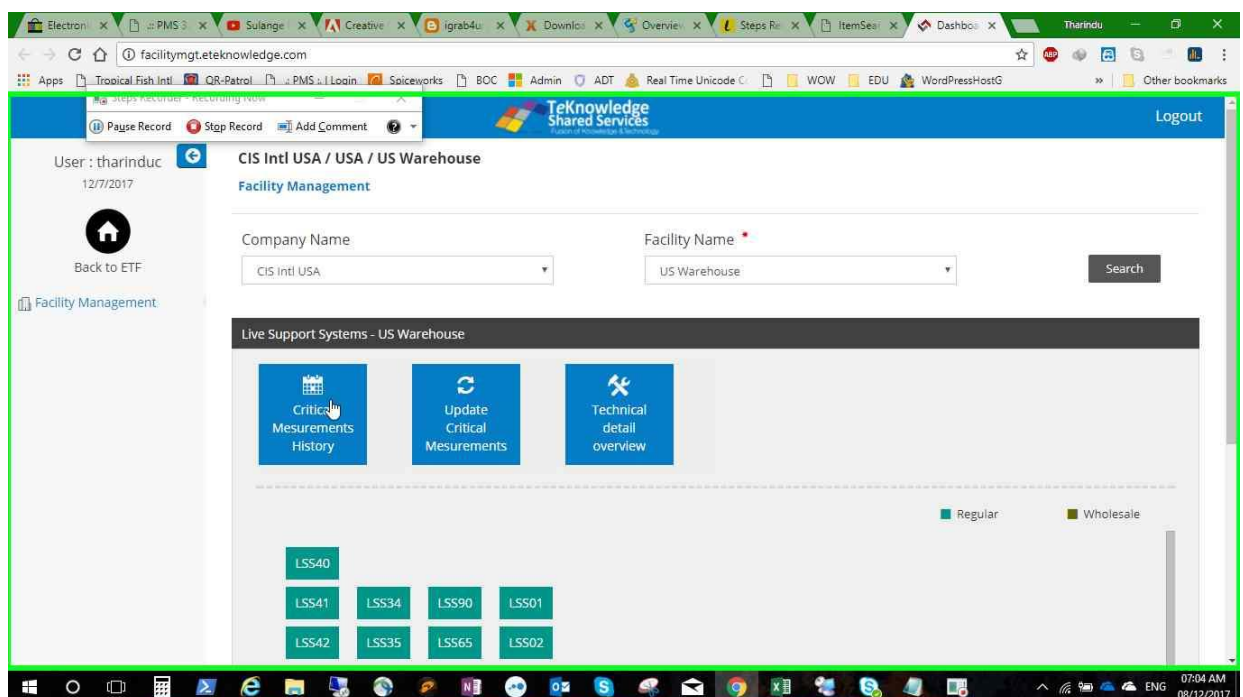 Electroni .: PMS 3 Sulange Creative igrab4u Downloa Overview Steps Re ItemSear Dashboa Tharindu
facilitymgt.eteknowledge.com
Apps Tropical Fish Intl QR-Patrol .: PMS :. | Login Spiceworks BOC Admin ADT Real Time Unicode C WOW EDU WordPressHostG » Other bookmarks
Steps Recorder - Recording Now
Pause Record Stop Record Add Comment
TeKnowledge
Shared Services
Fusion of Knowledge & Technology
Logout
User : tharinduc
12/7/2017
CIS Intl USA / USA / US Warehouse
Facility Management
Back to ETF
Facility Management
Company Name Facility Name *
CIS Intl USA US Warehouse Search
Live Support Systems - US Warehouse
Critical
Mesurements
History
Update
Critical
Mesurements
Technical
detail
overview
Regular Wholesale
LSS40
LSS41 LSS34 LSS90 LSS01
LSS42 LSS35 LSS65 LSS02
ENG 07:04 AM
08/12/2017